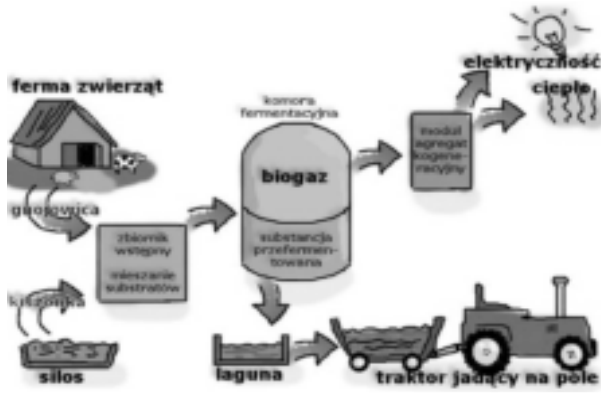 ferma zwierząt
gnojowica
kiszonka
silos
zbiornik
wstępny
mieszanie
substratów
komora
fermentacyjna
biogaz
substancja
przefermen-
towana
laguna
moduł
agregat
kogene-
racyjny
elektryczność
ciepło
traktor jadący na pole